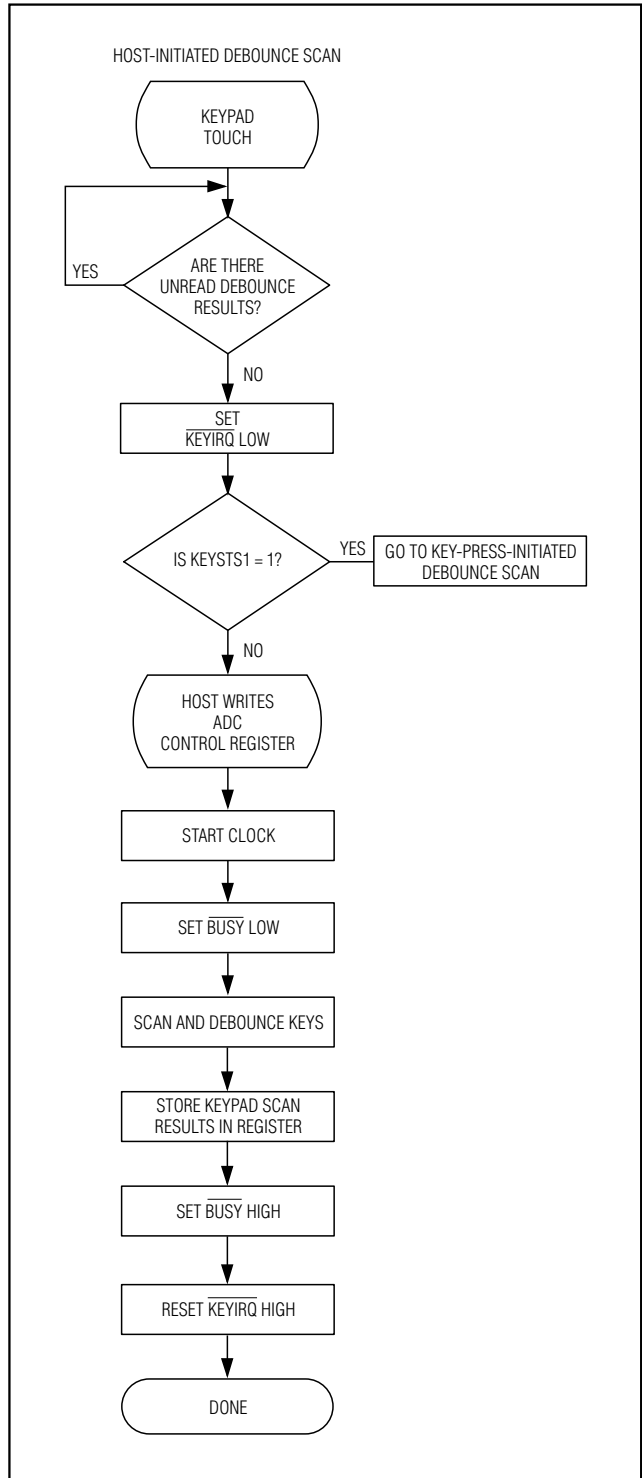 HOST-INITIATED DEBOUNCE SCAN
KEYPAD
TOUCH
YES
ARE THERE
UNREAD DEBOUNCE
RESULTS?
NO
SET
KEYIRQ LOW
IS KEYSTS1 = 1?
YES
GO TO KEY-PRESS-INITIATED
DEBOUNCE SCAN
NO
HOST WRITES
ADC
CONTROL REGISTER
START CLOCK
SET BUSY LOW
SCAN AND DEBOUNCE KEYS
STORE KEYPAD SCAN
RESULTS IN REGISTER
SET BUSY HIGH
RESET KEYIRQ HIGH
DONE